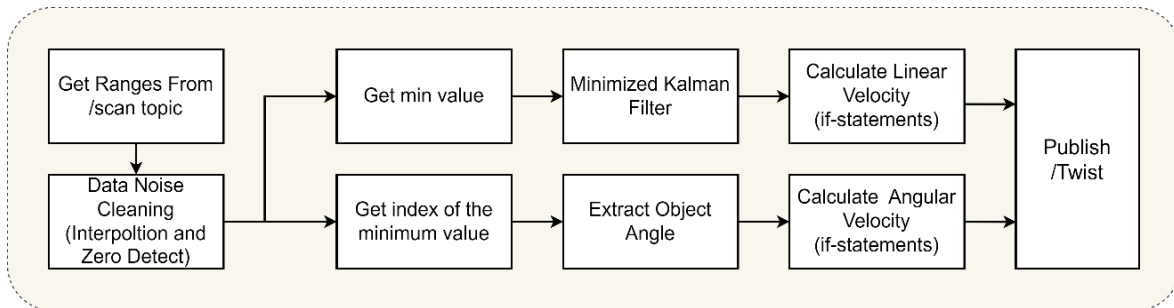 Get Ranges From
/scan topic
Data Noise
Cleaning
(Interpoltion and
Zero Detect)
Get min value
Minimized Kalman
Filter
Calculate Linear
Velocity
(if-statements)
Get index of the
minimum value
Extract Object
Angle
Calculate Angular
Velocity
(if-statements)
Publish
/Twist